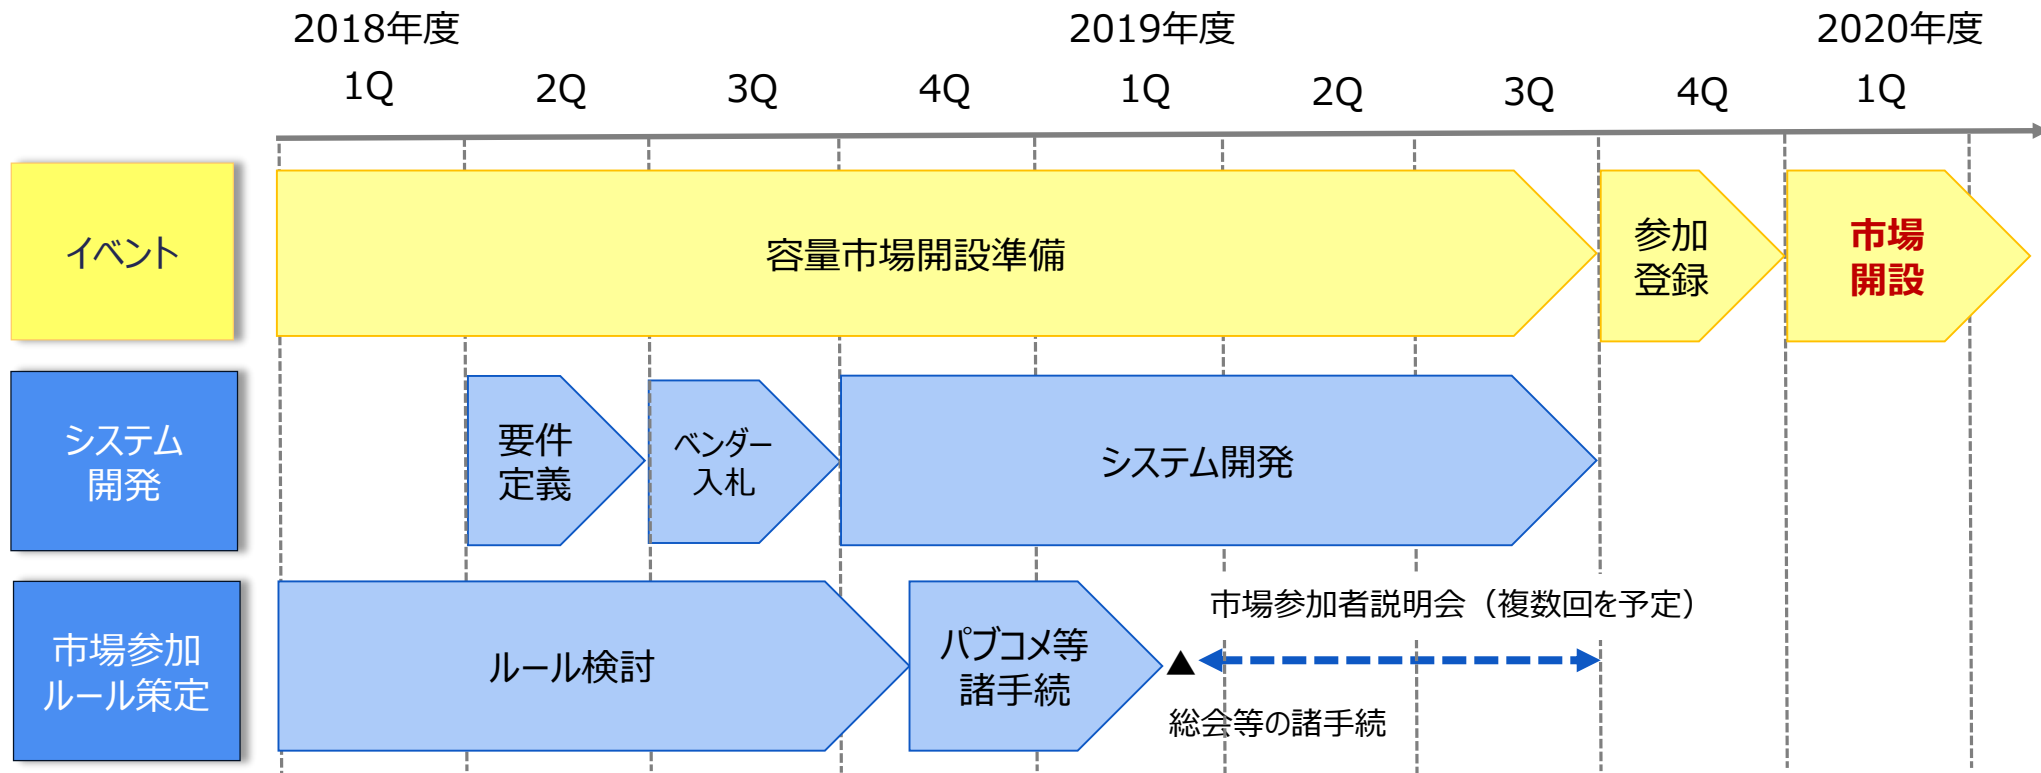 2018年度
2019年度
2020年度
1Q
2Q
3Q
4Q
1Q
2Q
3Q
4Q
1Q
イベント
容量市場開設準備
参加
登録
市場
開設
システム
開発
要件
定義
ベンダー
入札
システム開発
市場参加
ルール策定
ルール検討
パブコメ等
諸手続
▲
市場参加者説明会（複数回を予定）
総会等の諸手続